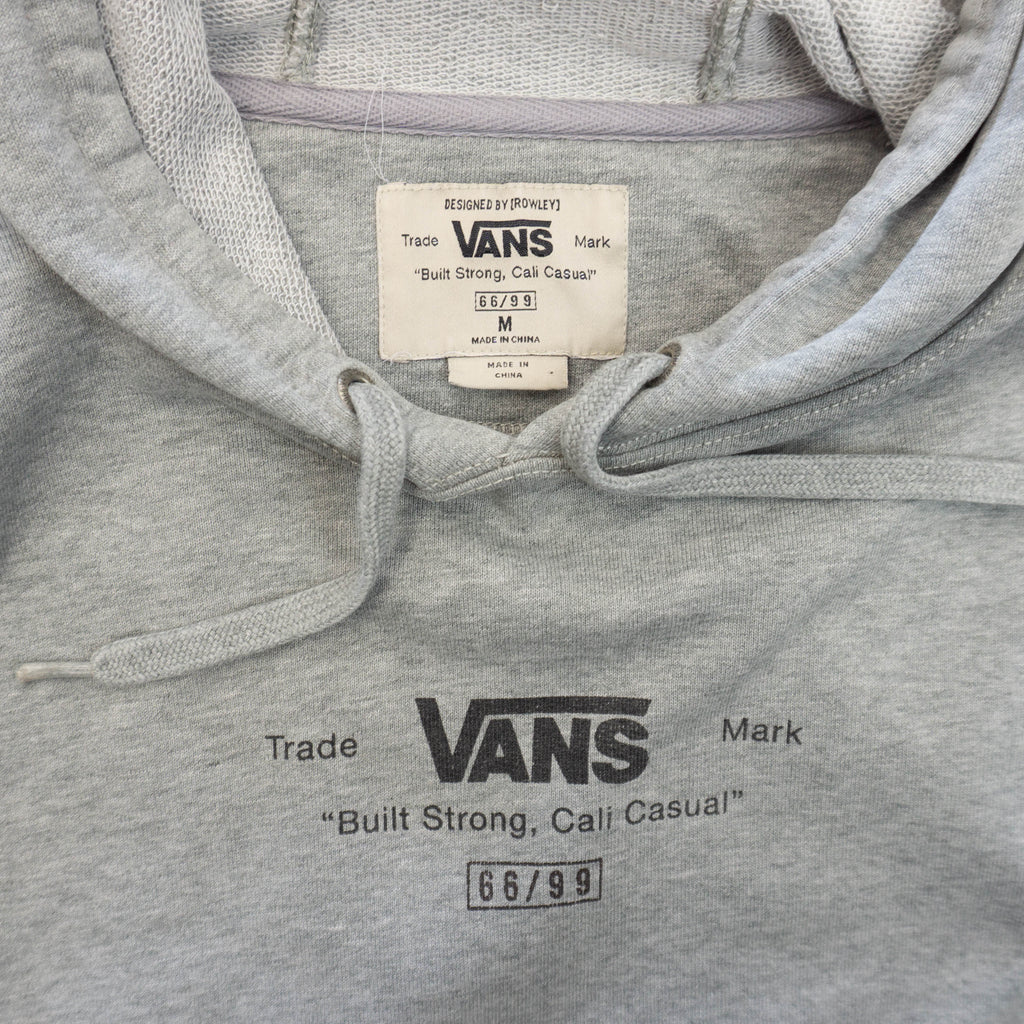 DESIGNED BY [ROWLEY]
Trade VANS Mark
“Built Strong, Cali Casual”
66/99
M
MADE IN CHINA
MADE IN
CHINA
Trade VANS Mark
“Built Strong, Cali Casual”
66/99